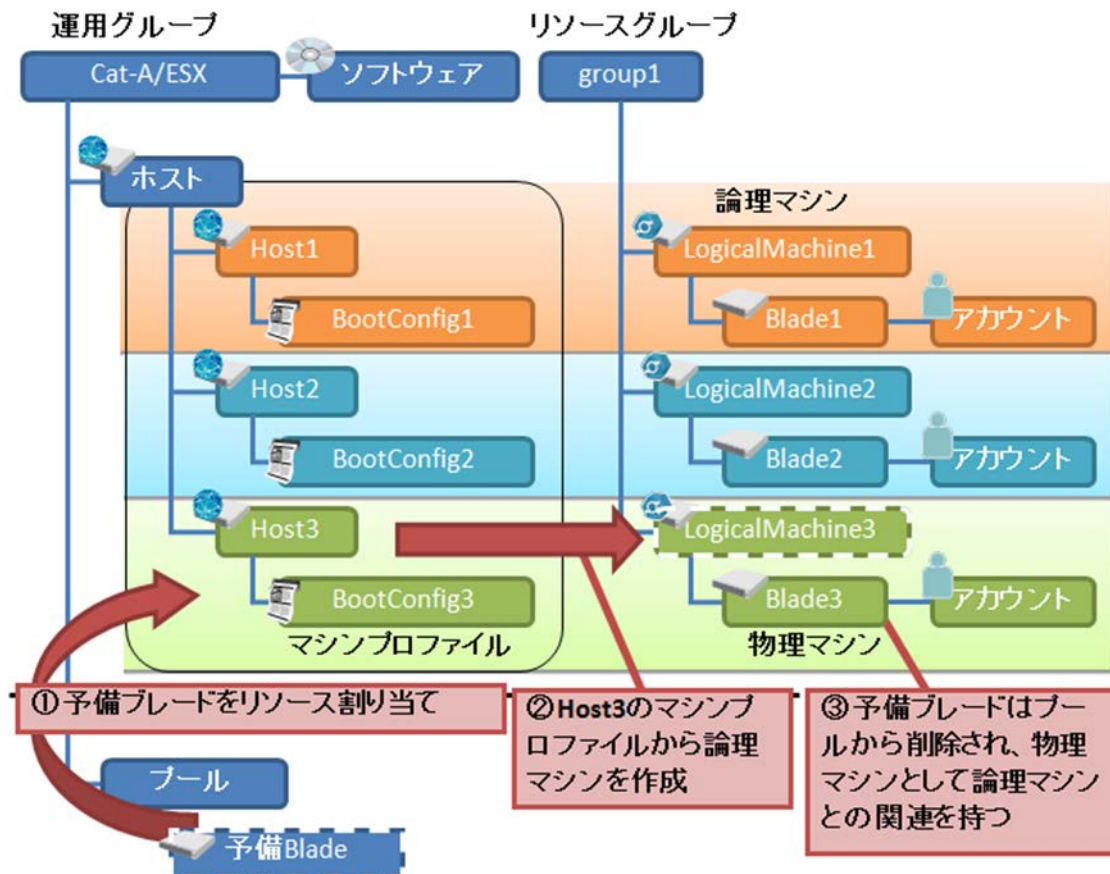 運用グループ
リソースグループ
Cat-A/ESX
ソフトウェア
group1
ホスト
論理マシン
Host1
LogicalMachine1
BootConfig1
Blade1
アカウント
Host2
LogicalMachine2
BootConfig2
Blade2
アカウント
Host3
LogicalMachine3
BootConfig3
Blade3
アカウント
マシンプロファイル
物理マシン
①予備ブレードをリソース割り当て
②Host3のマシンプ
ロファイルから論理
マシンを作成
③予備ブレードはプー
ルから削除され、物理
マシンとして論理マシン
との関連を持つ
プール
予備Blade